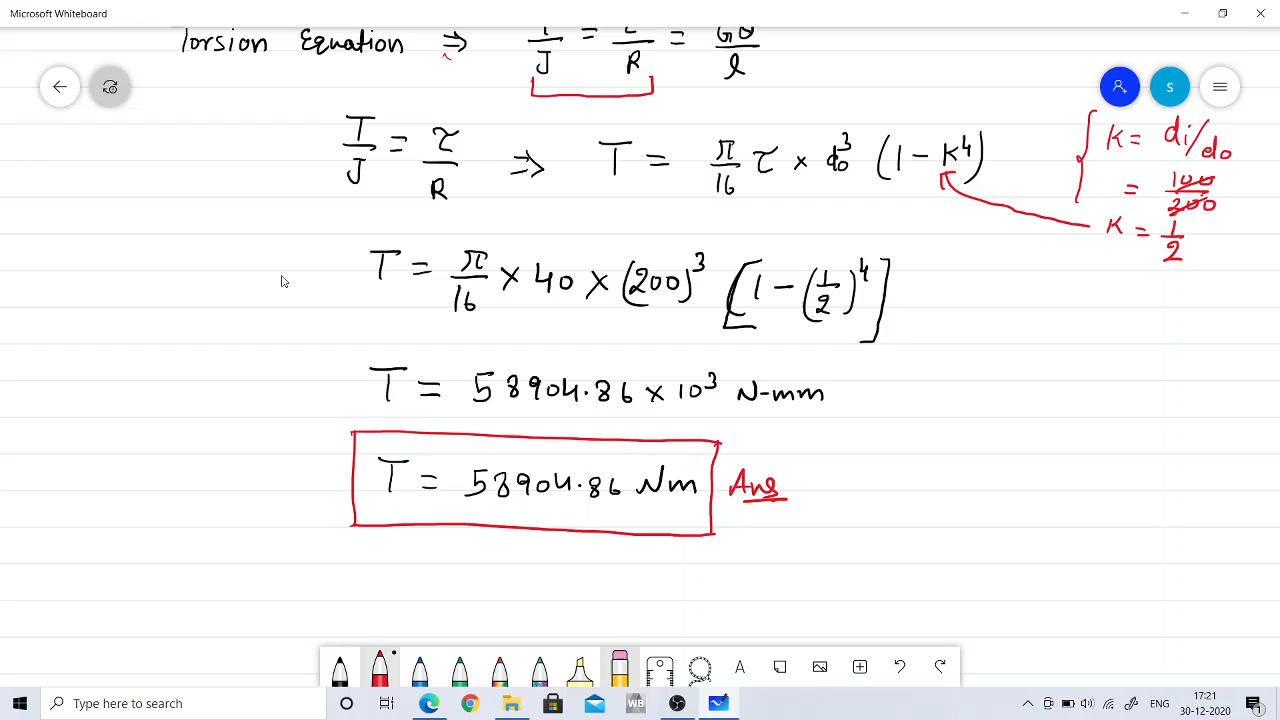 Microsoft Whiteboard
Torsion Equation ⇒ T/J = τ/R = Gθ/l
T/J = τ/R ⇒ T = π/16 τ × do³ (1 - K⁴)
K = di/do
= 100/200
K = 1/2
T = π/16 × 40 × (200)³ [1 - (1/2)⁴]
T = 58904.86 × 10³ N-mm
T = 58904.86 Nm Ans
S
A
Type here to search
WB
17:21
30-12-2020
1